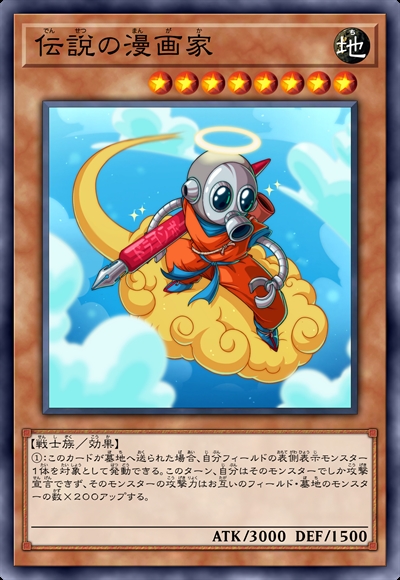 伝説の漫画家
地
【戦士族／効果】
①：このカードが墓地へ送られた場合、自分フィールドの表側表示モンスター
1体を対象として発動できる。このターン、自分はそのモンスターでしか攻撃
宣言できず、そのモンスターの攻撃力はお互いのフィールド・墓地のモンス
ターの数×200アップする。
ATK/3000 DEF/1500